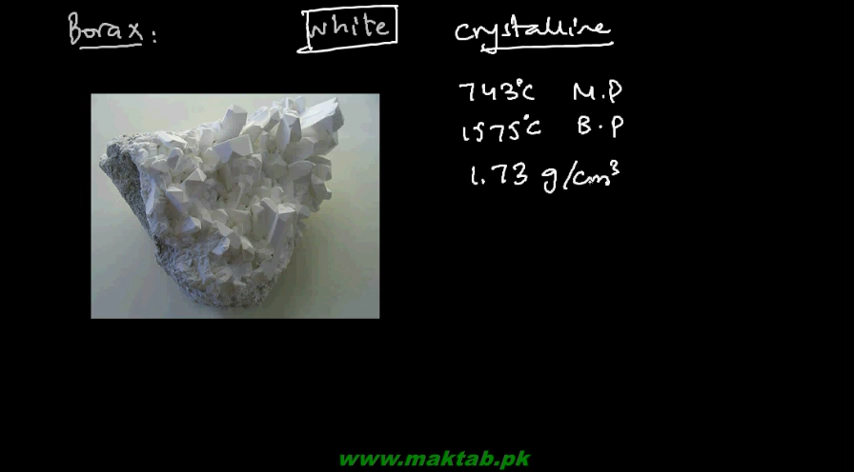 Borax: white crystalline
743°C M.P
1575°C B.P
1.73 g/cm³
www.maktab.pk